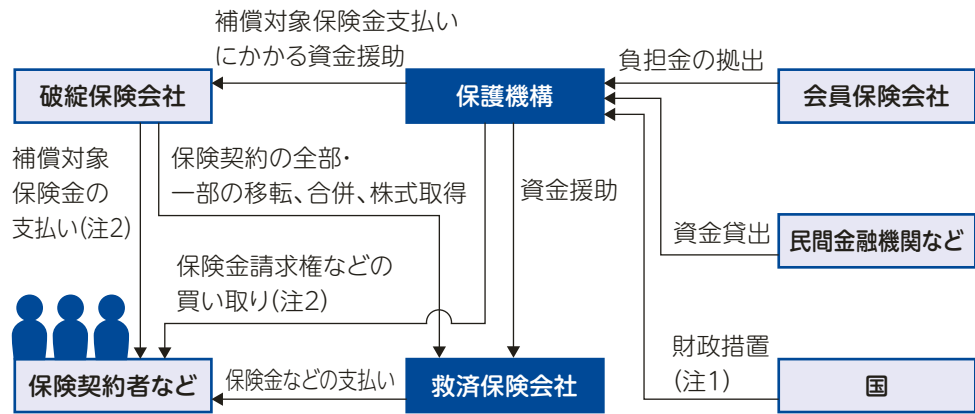 補償対象保険金支払い
にかかる資金援助
負担金の拠出
破綻保険会社
保護機構
会員保険会社
補償対象
保険金の
支払い(注2)
保険契約の全部・
一部の移転、合併、株式取得
資金援助
資金貸出
民間金融機関など
保険金請求権などの
買い取り(注2)
財政措置
(注1)
保険契約者など
保険金などの支払い
救済保険会社
国